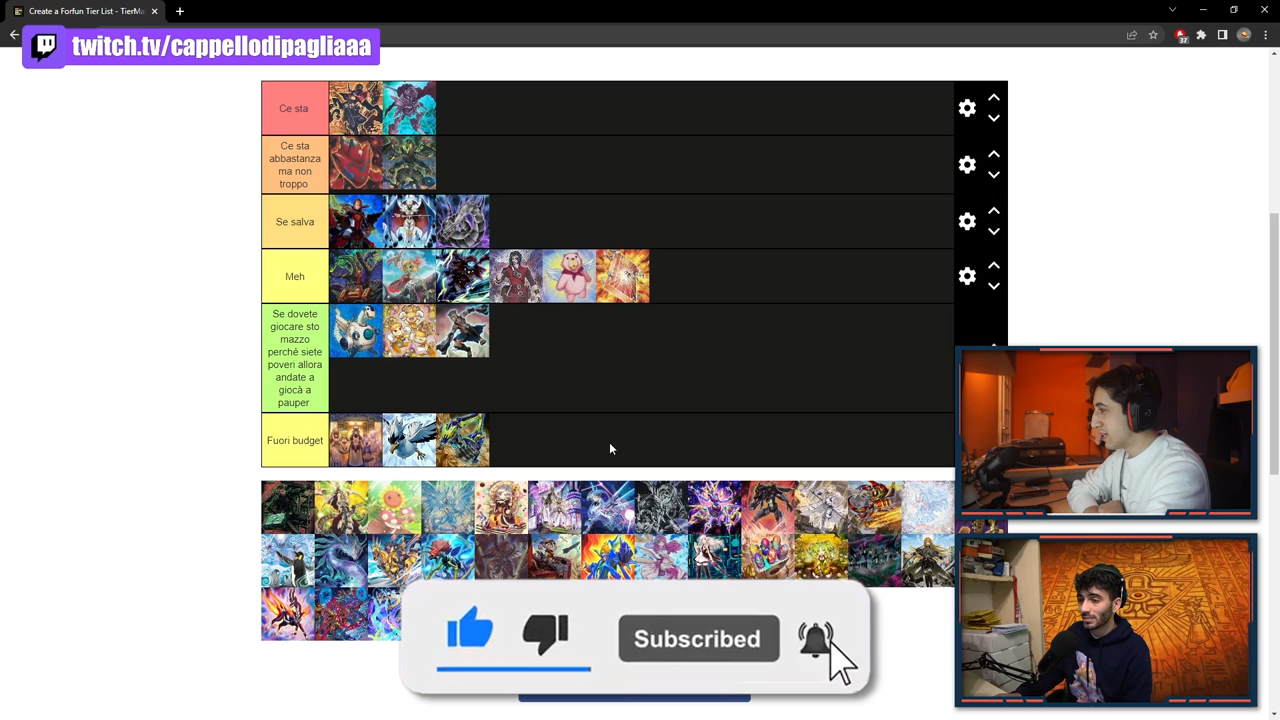 Create a Forfun Tier List - TierMa
twitch.tv/cappellodipagliaaa
37
Ce sta
Ce sta
abbastanza
ma non
troppo
Se salva
Meh
Se dovete
giocare sto
mazzo
perché siete
poveri allora
andate a
giocà a
pauper
Fuori budget
Subscribed